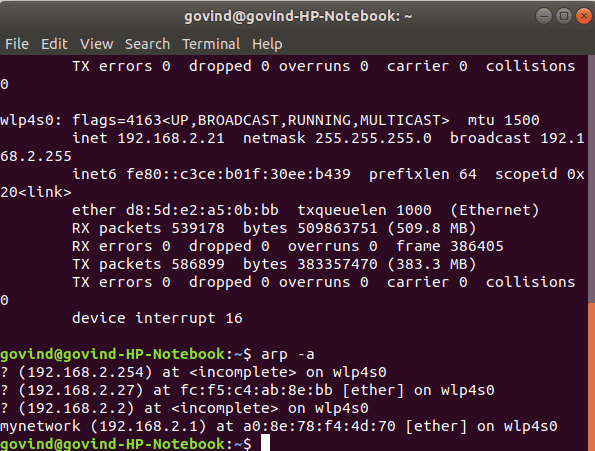 govind@govind-HP-Notebook: ~
File Edit View Search Terminal Help
TX errors 0 dropped 0 overruns 0 carrier 0 collisions
0
wlp4s0: flags=4163<UP,BROADCAST,RUNNING,MULTICAST> mtu 1500
inet 192.168.2.21 netmask 255.255.255.0 broadcast 192.1
68.2.255
inet6 fe80::c3ce:b01f:30ee:b439 prefixlen 64 scopeid 0x
20<link>
ether d8:5d:e2:a5:0b:bb txqueuelen 1000 (Ethernet)
RX packets 539178 bytes 509863751 (509.8 MB)
RX errors 0 dropped 0 overruns 0 frame 386405
TX packets 586899 bytes 383357470 (383.3 MB)
TX errors 0 dropped 0 overruns 0 carrier 0 collisions
0
device interrupt 16
govind@govind-HP-Notebook:~$ arp -a
? (192.168.2.254) at <incomplete> on wlp4s0
? (192.168.2.27) at fc:f5:c4:ab:8e:bb [ether] on wlp4s0
? (192.168.2.2) at <incomplete> on wlp4s0
mynetwork (192.168.2.1) at a0:8e:78:f4:4d:70 [ether] on wlp4s0
govind@govind-HP-Notebook:~$